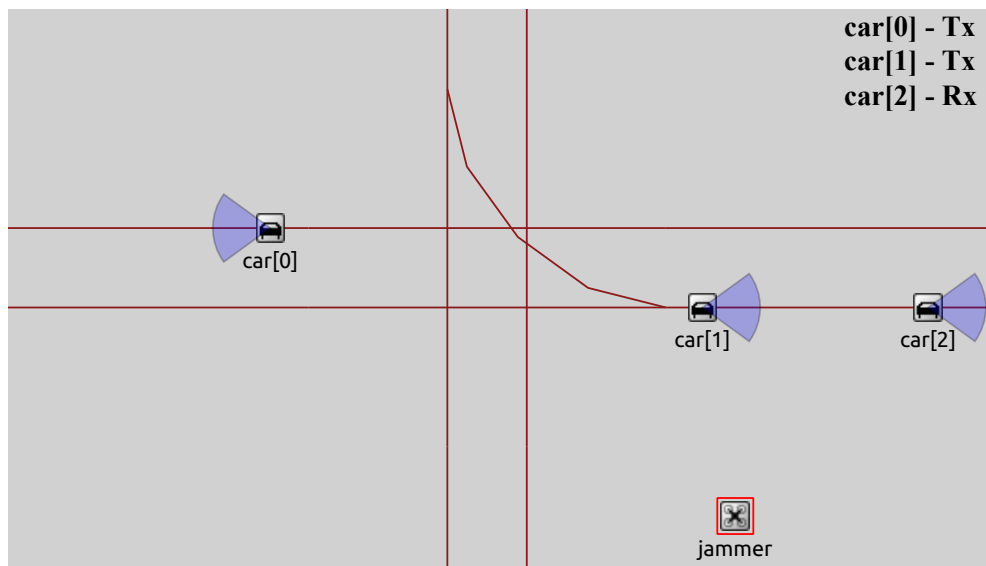 car[0] - Tx
car[1] - Tx
car[2] - Rx
car[0]
car[1]
car[2]
jammer